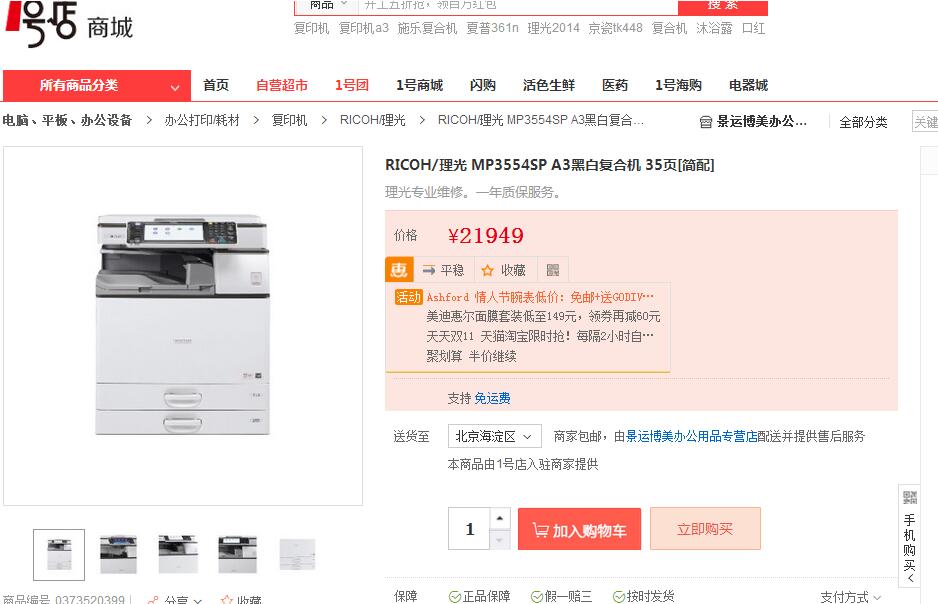 号店 商城
商品
搜索
复印机 复印机a3 施乐复合机 夏普361n 理光2014 京瓷tk448 复合机 沐浴露 口红
所有商品分类 首页 自营超市 1号团 1号商城 闪购 活色生鲜 医药 1号海购 电器城
电脑、平板、办公设备 > 办公打印/耗材 > 复印机 > RICOH/理光 > RICOH/理光 MP3554SP A3黑白复合… 景运博美办公… 全部分类 关键
RICOH/理光 MP3554SP A3黑白复合机 35页[简配]
理光专业维修。一年质保服务。
价格 ¥21949
惠 平稳 收藏
活动 Ashford 情人节腕表低价：免邮+送GODIV…
美迪惠尔面膜套装低至149元，领券再减60元
天天双11 天猫淘宝限时抢！每隔2小时自…
聚划算 半价继续
支持 免运费
送货至 北京海淀区 商家包邮，由景运博美办公用品专营店配送并提供售后服务
本商品由1号店入驻商家提供
1 加入购物车 立即购买
手机购买 <
保障 正品保障 假一赔三 按时发货 支付方式
商品编号 0373520399 分享 收藏